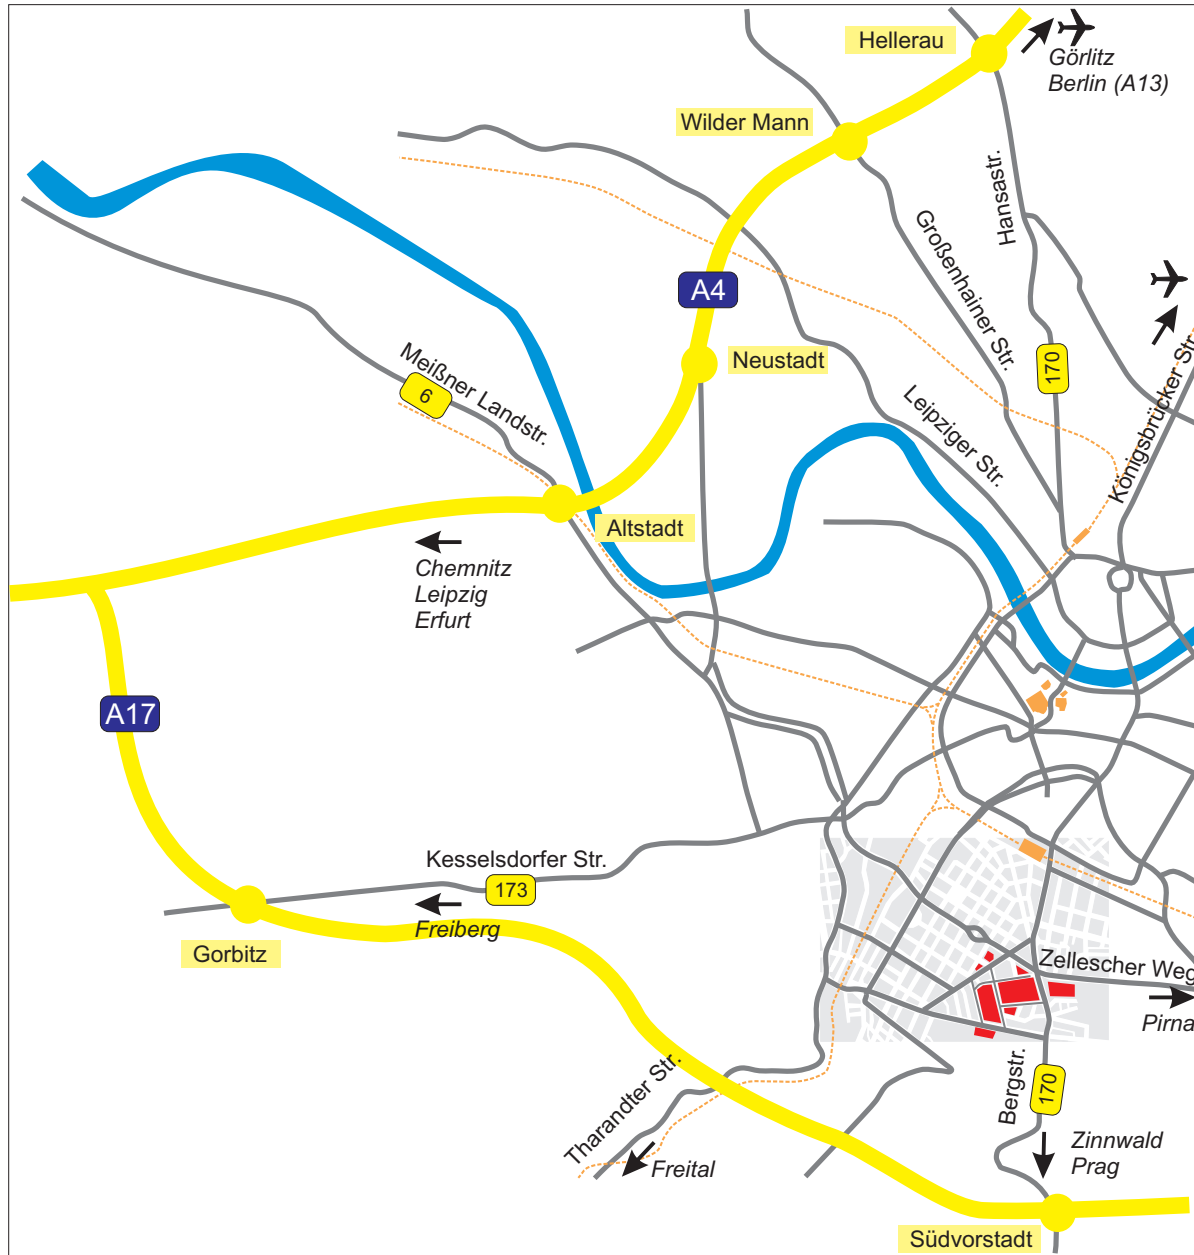 Hellerau
Görlitz
Berlin (A13)
Wilder Mann
Hansastr.
Großenhainer Str.
A4
Neustadt
170
Königsbrücker Str.
Meißner Landstr.
6
Leipziger Str.
Altstadt
Chemnitz
Leipzig
Erfurt
A17
Kesselsdorfer Str.
173
Freiberg
Gorbitz
Zellescher Weg
Pirna
Tharandter Str.
Bergstr.
170
Freital
Zinnwald
Prag
Südvorstadt